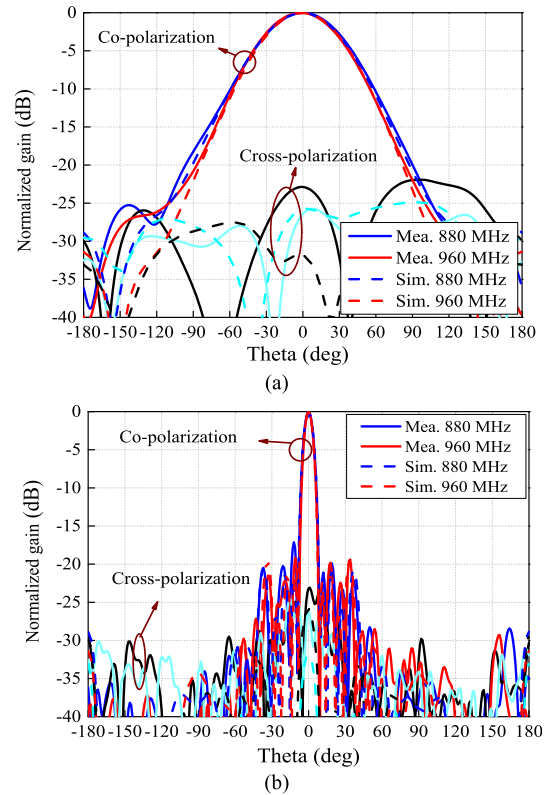 0
-5
-10
-15
-20
-25
-30
-35
-40
Normalized gain (dB)
Co-polarization
Cross-polarization
Mea. 880 MHz
Mea. 960 MHz
Sim. 880 MHz
Sim. 960 MHz
-180 -150 -120 -90 -60 -30 0 30 60 90 120 150 180
Theta (deg)
(a)
0
-5
-10
-15
-20
-25
-30
-35
-40
Normalized gain (dB)
Co-polarization
Cross-polarization
Mea. 880 MHz
Mea. 960 MHz
Sim. 880 MHz
Sim. 960 MHz
-180 -150 -120 -90 -60 -30 0 30 60 90 120 150 180
Theta (deg)
(b)